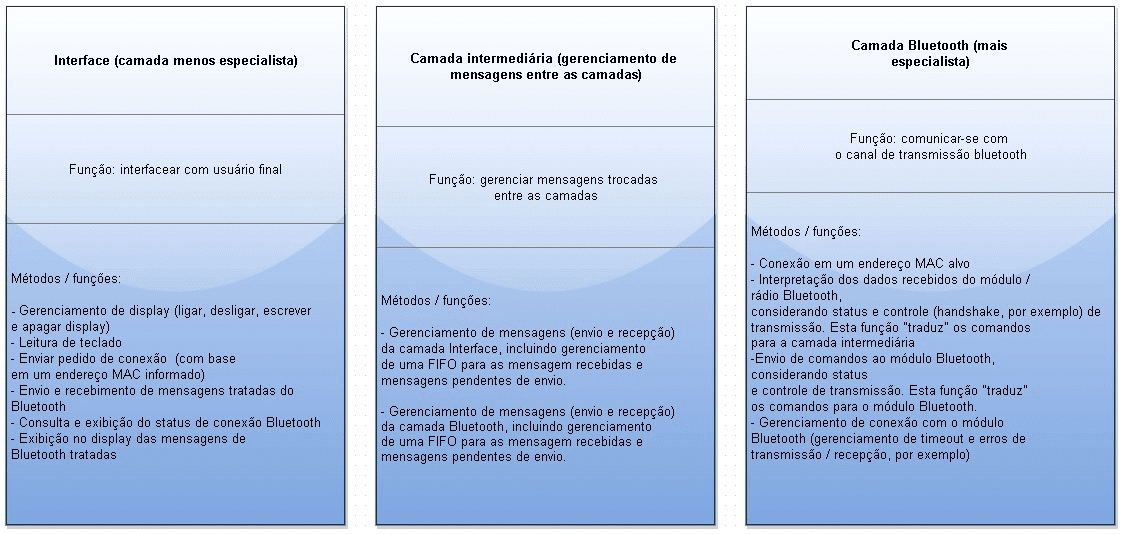 Interface (camada menos especialista)
Função: interfacear com usuário final
Métodos / funções:
- Gerenciamento de display (ligar, desligar, escrever
e apagar display)
- Leitura de teclado
- Enviar pedido de conexão (com base
em um endereço MAC informado)
- Envio e recebimento de mensagens tratadas do
Bluetooth
- Consulta e exibição do status de conexão Bluetooth
- Exibição no display das mensagens de
Bluetooth tratadas
Camada intermediária (gerenciamento de
mensagens entre as camadas)
Função: gerenciar mensagens trocadas
entre as camadas
Métodos / funções:
- Gerenciamento de mensagens (envio e recepção)
da camada Interface, incluindo gerenciamento
de uma FIFO para as mensagem recebidas e
mensagens pendentes de envio.
- Gerenciamento de mensagens (envio e recepção)
da camada Bluetooth, incluindo gerenciamento
de uma FIFO para as mensagem recebidas e
mensagens pendentes de envio.
Camada Bluetooth (mais
especialista)
Função: comunicar-se com
o canal de transmissão bluetooth
Métodos / funções:
- Conexão em um endereço MAC alvo
- Interpretação dos dados recebidos do módulo /
rádio Bluetooth,
considerando status e controle (handshake, por exemplo) de
transmissão. Esta função "traduz" os comandos
para a camada intermediária
-Envio de comandos ao módulo Bluetooth,
considerando status
e controle de transmissão. Esta função "traduz"
os comandos para o módulo Bluetooth.
- Gerenciamento de conexão com o módulo
Bluetooth (gerenciamento de timeout e erros de
transmissão / recepção, por exemplo)